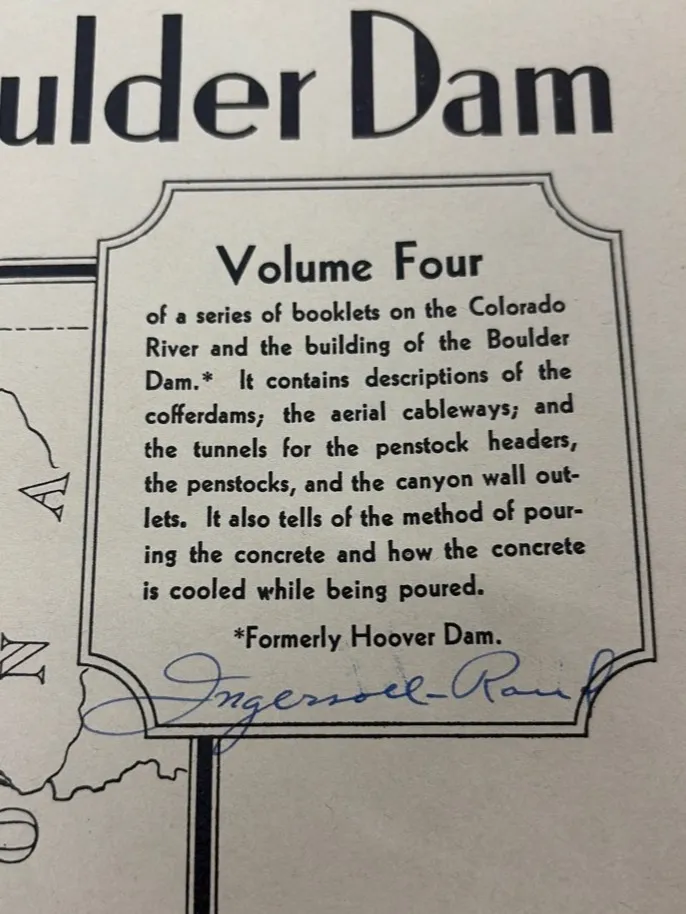 ulder Dam
Volume Four
of a series of booklets on the Colorado
River and the building of the Boulder
Dam.* It contains descriptions of the
cofferdams; the aerial cableways; and
the tunnels for the penstock headers,
the penstocks, and the canyon wall out-
lets. It also tells of the method of pour-
ing the concrete and how the concrete
is cooled while being poured.
*Formerly Hoover Dam.
Ingersoll-Rand
A
Z
O